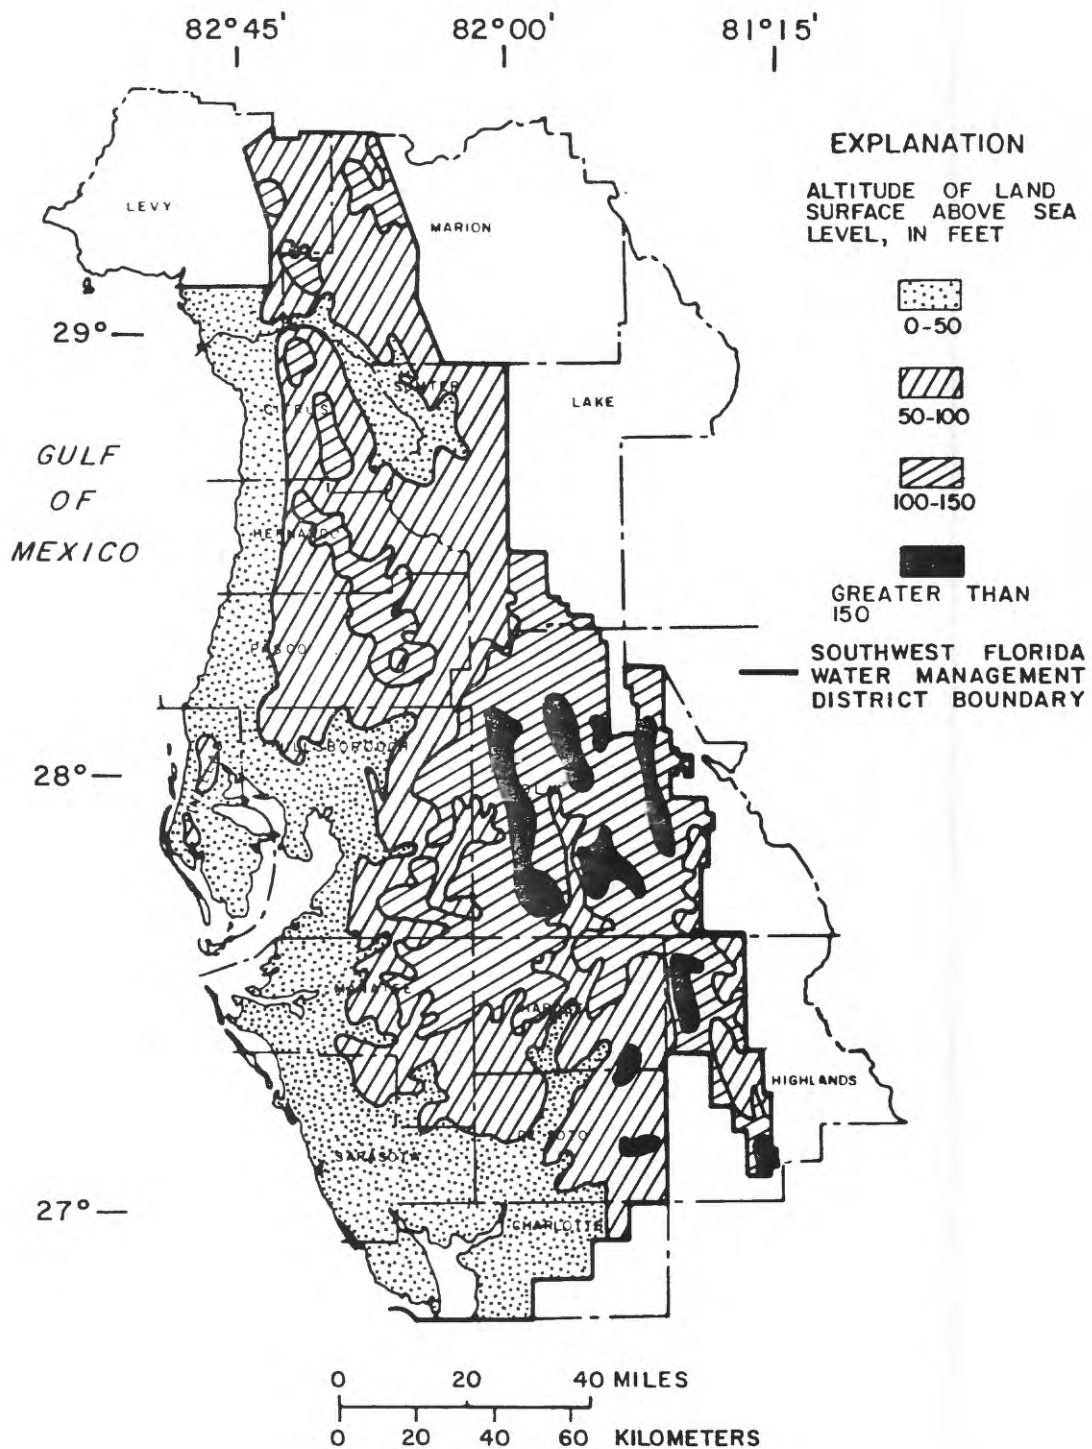 82°45' 82°00' 81°15'
EXPLANATION
ALTITUDE OF LAND
SURFACE ABOVE SEA
LEVEL, IN FEET
0-50
50-100
100-150
GREATER THAN
150
SOUTHWEST FLORIDA
WATER MANAGEMENT
DISTRICT BOUNDARY
LEVY
MARION
29°
SUMTER
LAKE
CITRUS
GULF
OF
MEXICO
HERNANDO
PASCO
HILLSBOROUGH
28°
POLK
MANATEE
HARDEE
HIGHLANDS
DE SOTO
SARASOTA
27°
CHARLOTTE
0 20 40 MILES
0 20 40 60 KILOMETERS